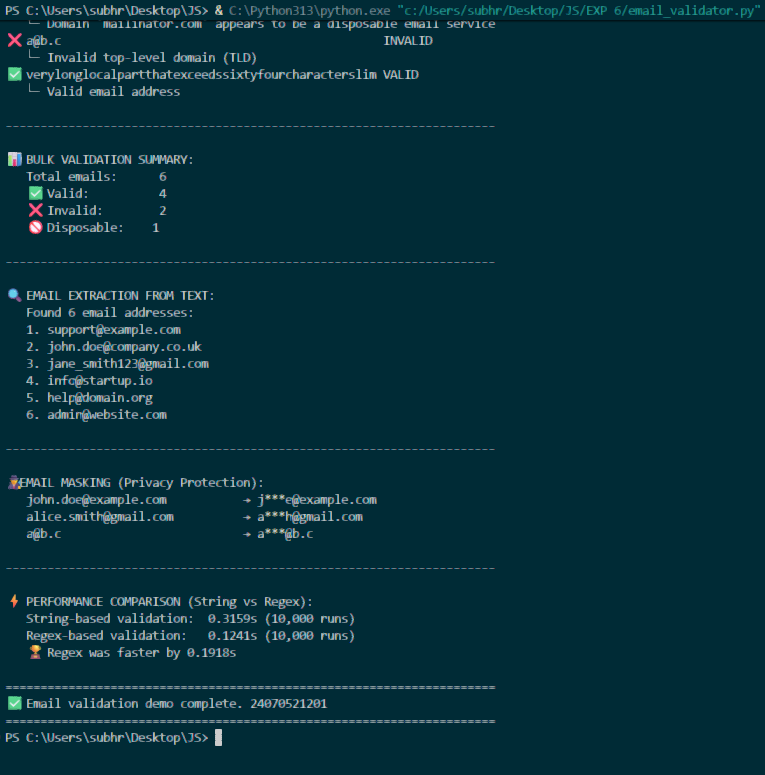 PS C:\Users\subhr\Desktop\JS> & C:\Python313\python.exe "c:/Users/subhr/Desktop/JS/EXP 6/email_validator.py"
└─ Domain 'mailinator.com' appears to be a disposable email service
❌ a@b.c INVALID
└─ Invalid top-level domain (TLD)
✅ verylonglocalpartthatexceedssixtyfourcharacterslim VALID
└─ Valid email address
----------------------------------------------------------------------
📊 BULK VALIDATION SUMMARY:
Total emails: 6
✅ Valid: 4
❌ Invalid: 2
🚫 Disposable: 1
----------------------------------------------------------------------
🔍 EMAIL EXTRACTION FROM TEXT:
Found 6 email addresses:
1. support@example.com
2. john.doe@company.co.uk
3. jane_smith123@gmail.com
4. info@startup.io
5. help@domain.org
6. admin@website.com
----------------------------------------------------------------------
🕵️ EMAIL MASKING (Privacy Protection):
john.doe@example.com → j***e@example.com
alice.smith@gmail.com → a***h@gmail.com
a@b.c → a***@b.c
----------------------------------------------------------------------
⚡ PERFORMANCE COMPARISON (String vs Regex):
String-based validation: 0.3159s (10,000 runs)
Regex-based validation: 0.1241s (10,000 runs)
🏆 Regex was faster by 0.1918s
======================================================================
✅ Email validation demo complete. 24070521201
======================================================================
PS C:\Users\subhr\Desktop\JS>